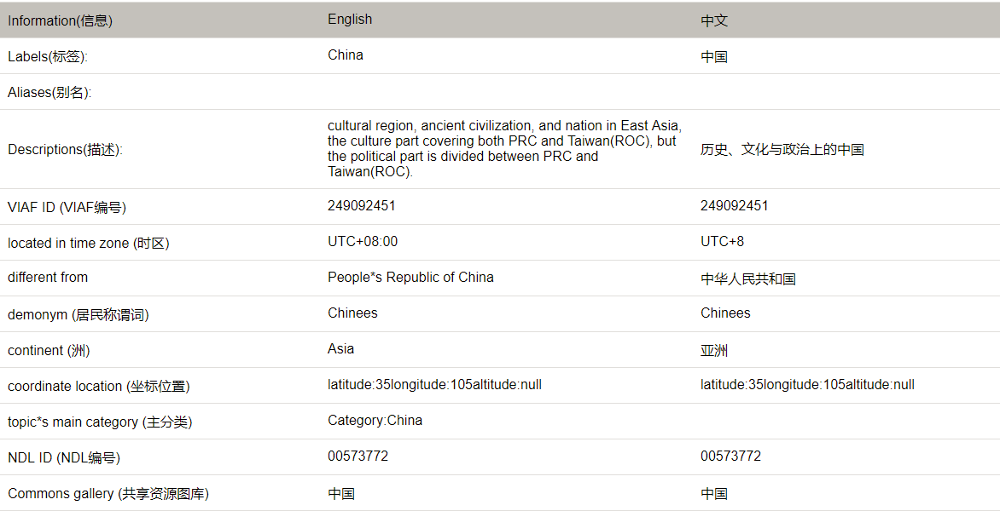 Information(信息) English 中文
Labels(标签): China 中国
Aliases(别名):
cultural region, ancient civilization, and nation in East Asia,
the culture part covering both PRC and Taiwan(ROC), but
Descriptions(描述): 历史、文化与政治上的中国
the political part is divided between PRC and
Taiwan(ROC).
VIAF ID (VIAF编号) 249092451 249092451
located in time zone (时区) UTC+08:00 UTC+8
different from People*s Republic of China 中华人民共和国
demonym (居民称谓词) Chinees Chinees
continent (洲) Asia 亚洲
coordinate location (坐标位置) latitude:35longitude:105altitude:null latitude:35longitude:105altitude:null
topic*s main category (主分类) Category:China
NDL ID (NDL编号) 00573772 00573772
Commons gallery (共享资源图库) 中国 中国